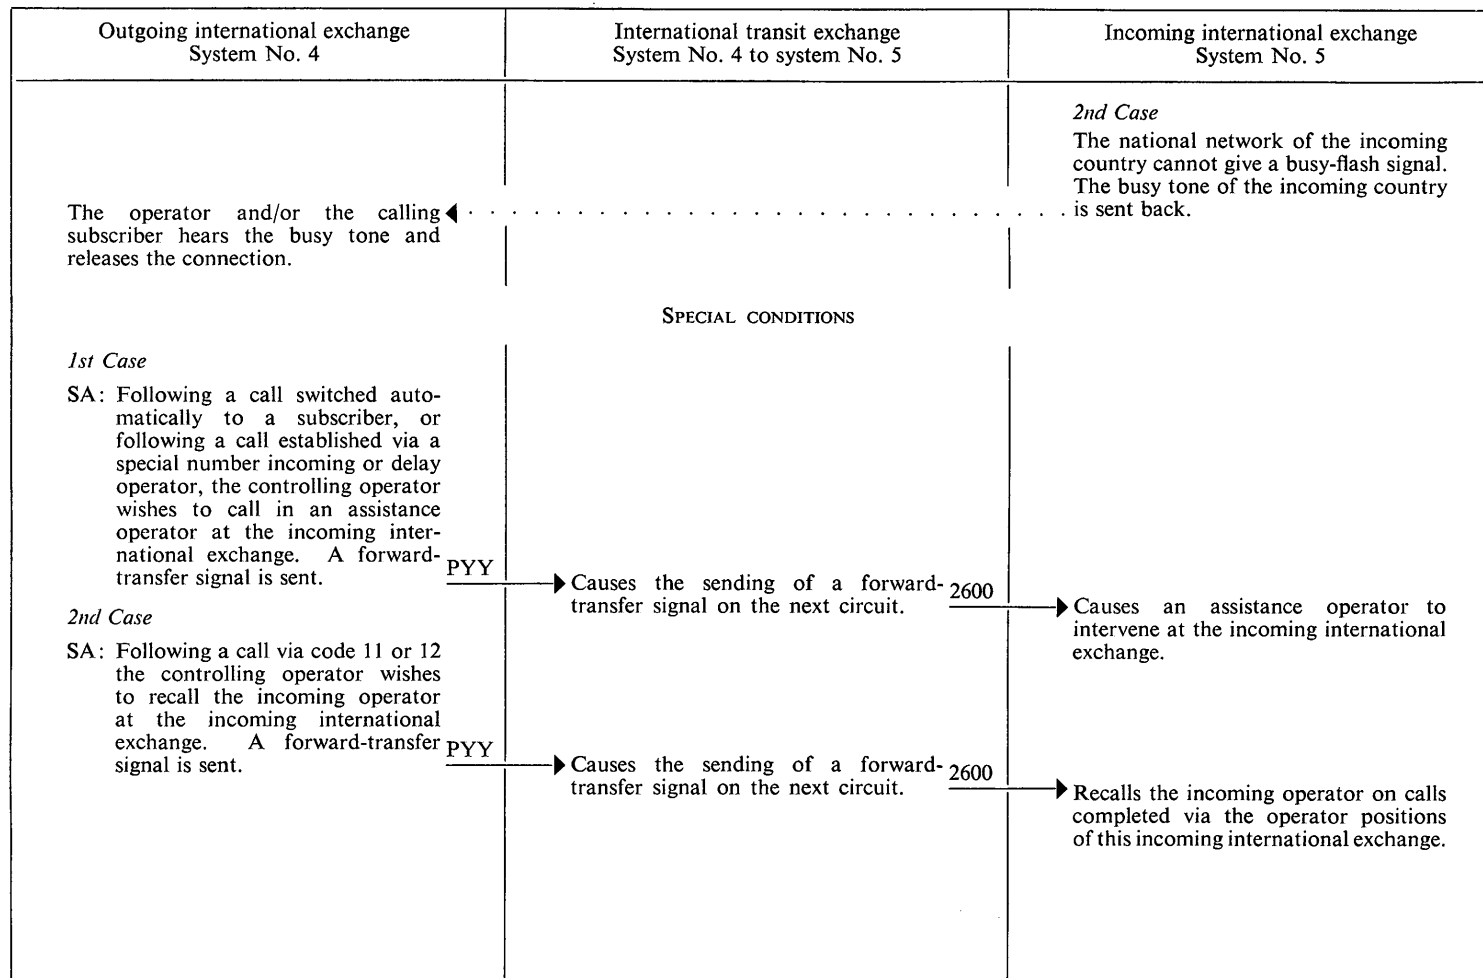 Outgoing international exchange
System No. 4
International transit exchange
System No. 4 to system No. 5
Incoming international exchange
System No. 5
2nd Case
The national network of the incoming
country cannot give a busy-flash signal.
The busy tone of the incoming country
is sent back.
The operator and/or the calling
subscriber hears the busy tone and
releases the connection.
SPECIAL CONDITIONS
1st Case
SA: Following a call switched auto-
matically to a subscriber, or
following a call established via a
special number incoming or delay
operator, the controlling operator
wishes to call in an assistance
operator at the incoming inter-
national exchange. A forward-
transfer signal is sent.
PYY
Causes the sending of a forward-
transfer signal on the next circuit.
2600
Causes an assistance operator to
intervene at the incoming international
exchange.
2nd Case
SA: Following a call via code 11 or 12
the controlling operator wishes
to recall the incoming operator
at the incoming international
exchange. A forward-transfer
signal is sent.
PYY
Causes the sending of a forward-
transfer signal on the next circuit.
2600
Recalls the incoming operator on calls
completed via the operator positions
of this incoming international exchange.